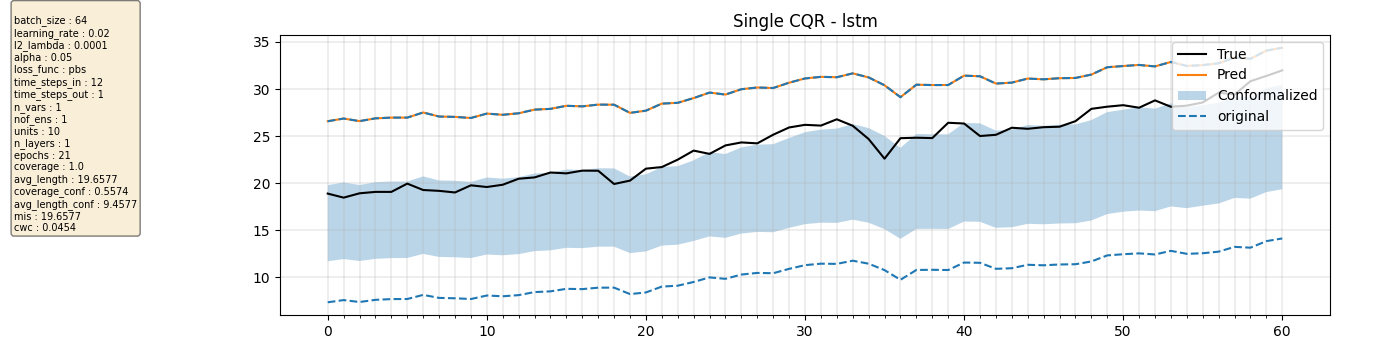 batch_size : 64
learning_rate : 0.02
l2_lambda : 0.0001
alpha : 0.05
loss_func : pbs
time_steps_in : 12
time_steps_out : 1
n_vars : 1
nof_ens : 1
units : 10
n_layers : 1
epochs : 21
coverage : 1.0
avg_length : 19.6577
coverage_conf : 0.5574
avg_length_conf : 9.4577
mis : 19.6577
cwc : 0.0454
Single CQR - lstm
35
30
25
20
15
10
True
Pred
Conformalized
original
0 10 20 30 40 50 60